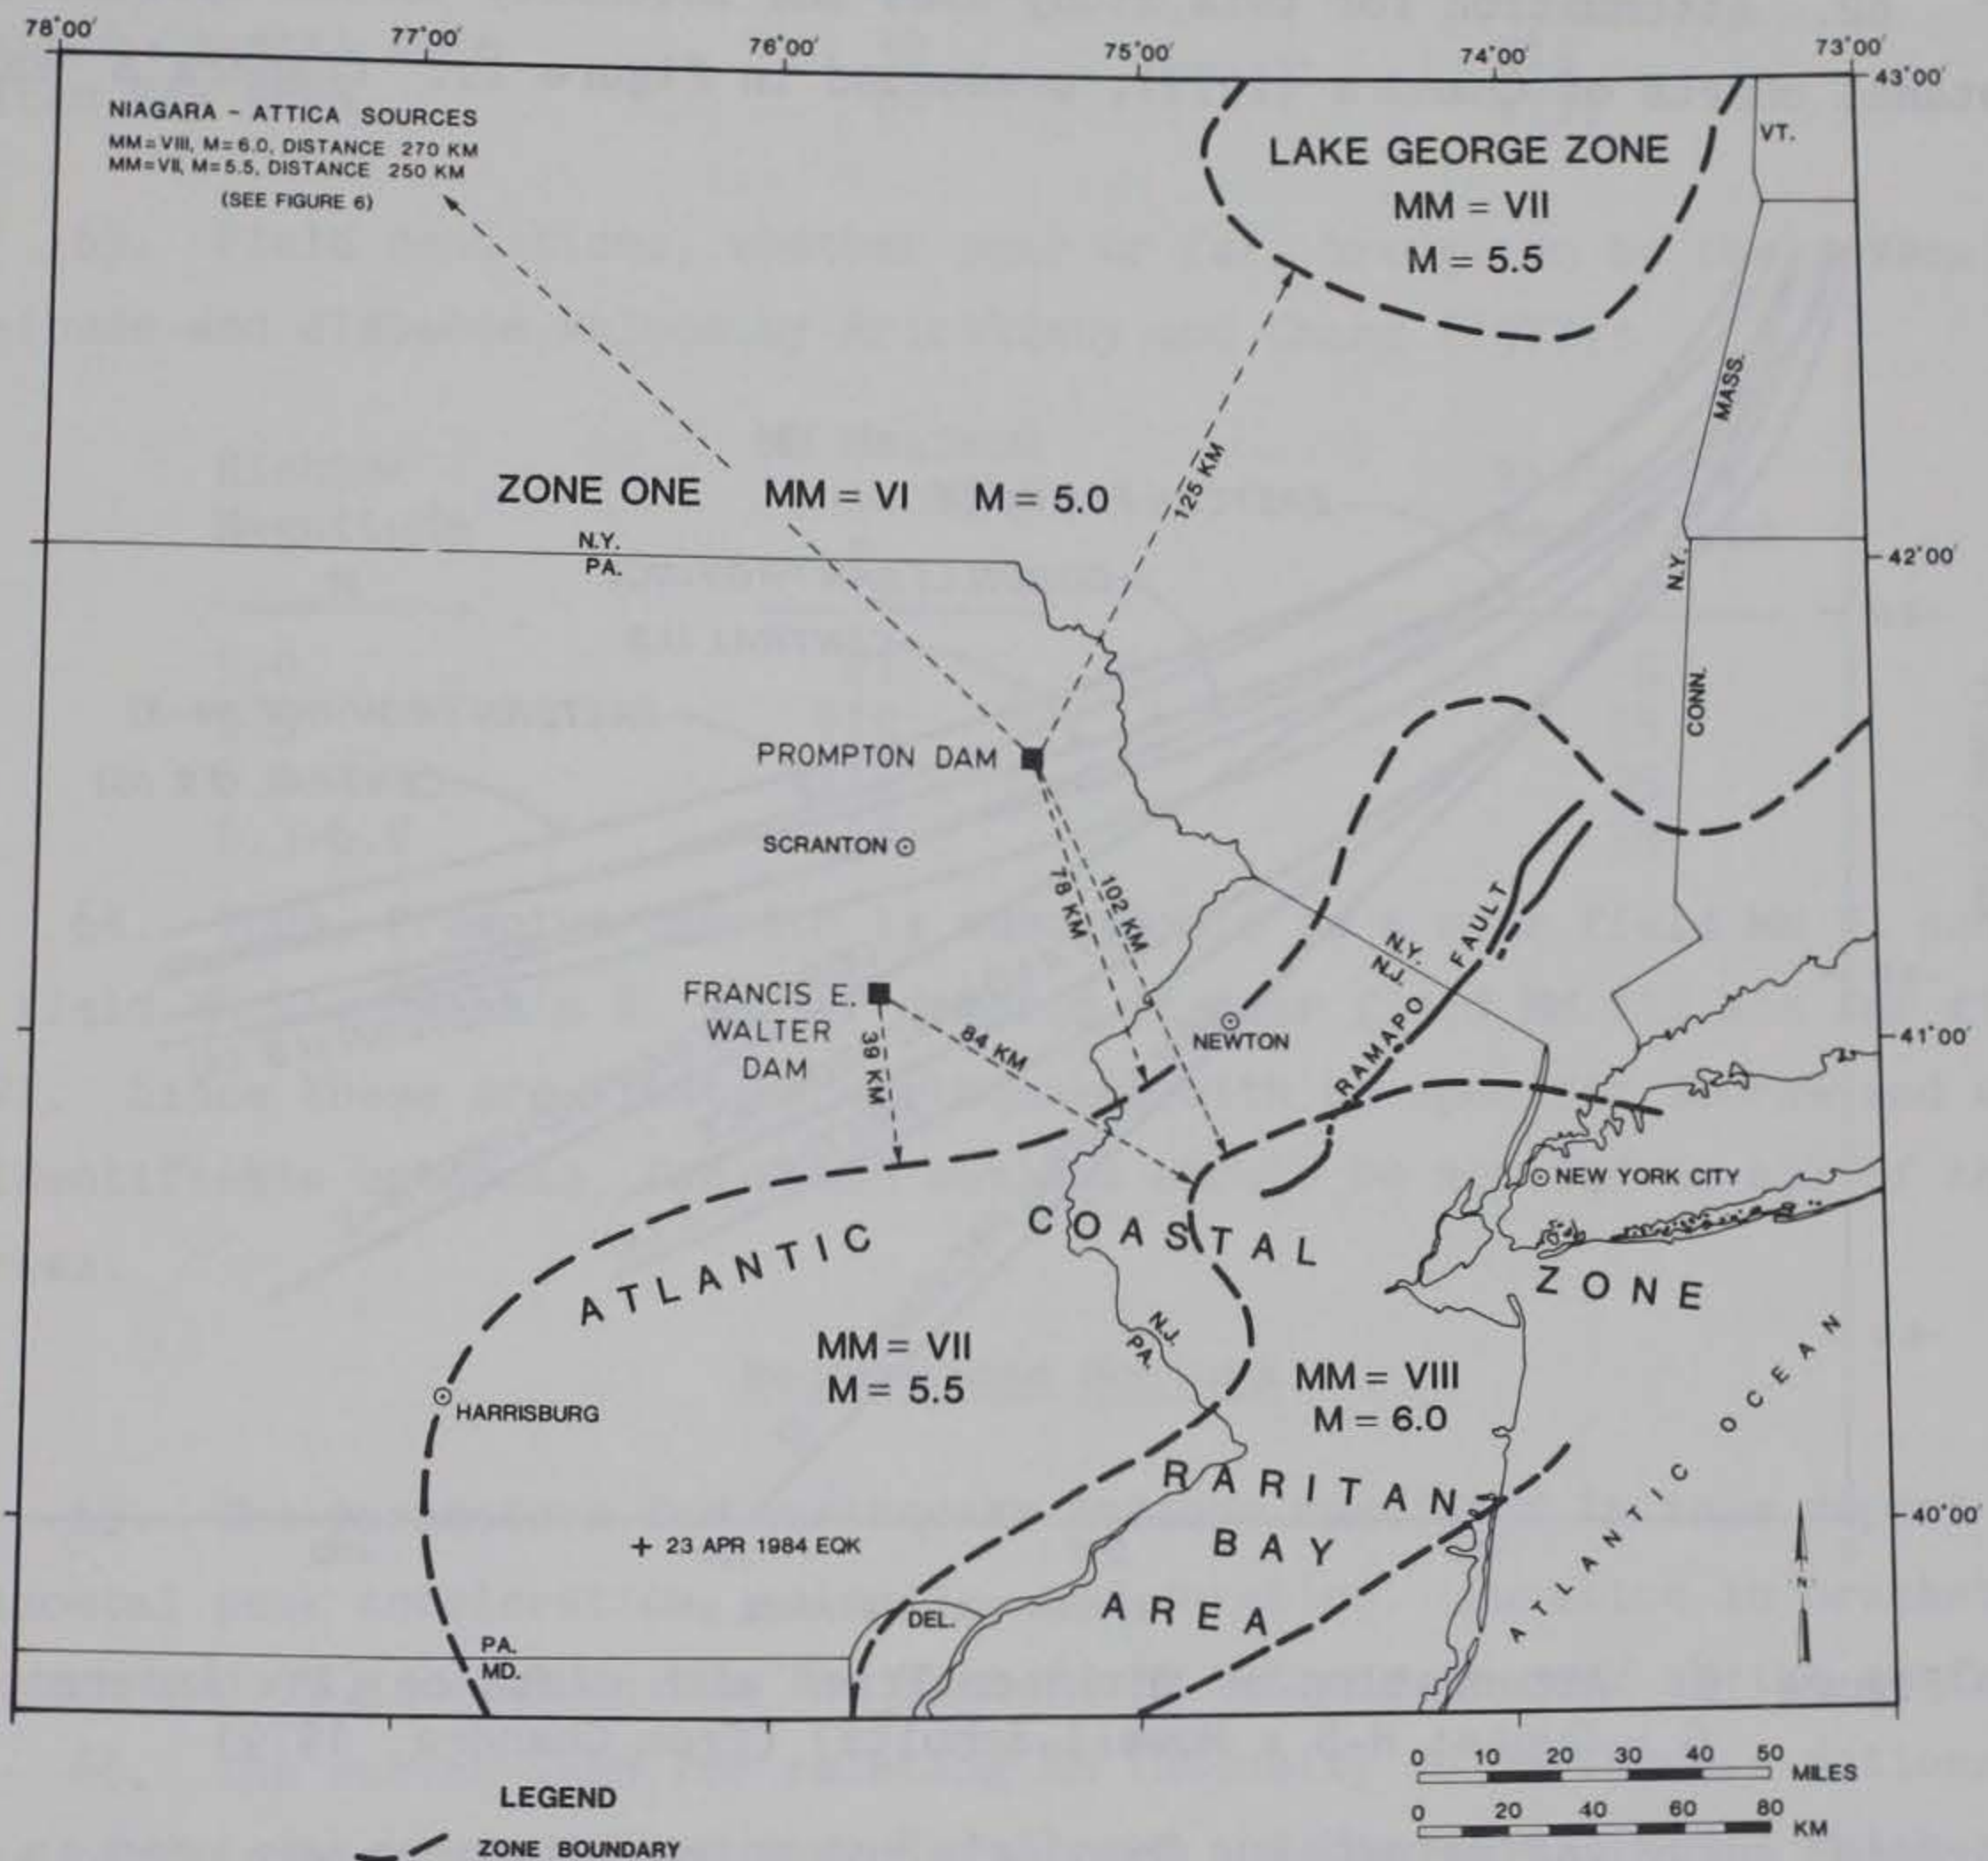 78°00'
77°00'
76°00'
75°00'
74°00'
73°00'
43°00'
NIAGARA - ATTICA SOURCES
MM=VIII, M=6.0, DISTANCE 270 KM
MM=VII, M=5.5, DISTANCE 250 KM
(SEE FIGURE 6)
LAKE GEORGE ZONE
MM = VII
M = 5.5
VT.
MASS.
125 KM
ZONE ONE MM = VI M = 5.0
N.Y.
PA.
42°00'
N.Y.
CONN.
PROMPTON DAM
SCRANTON
78 KM
102 KM
N.Y.
N.J.
RAMAPO FAULT
FRANCIS E.
WALTER
DAM
39 KM
84 KM
NEWTON
41°00'
NEW YORK CITY
ATLANTIC COASTAL ZONE
MM = VII
M = 5.5
N.J.
PA.
MM = VIII
M = 6.0
ATLANTIC OCEAN
HARRISBURG
RARITAN
BAY
AREA
40°00'
+ 23 APR 1984 EQK
N
DEL.
PA.
MD.
0 10 20 30 40 50 MILES
0 20 40 60 80 KM
LEGEND
ZONE BOUNDARY